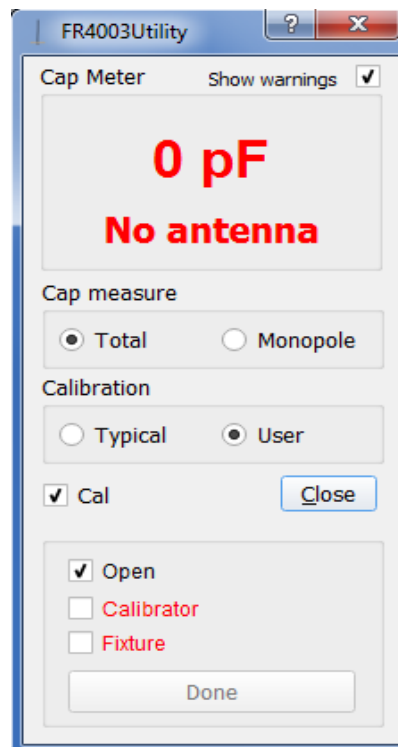 FR4003Utility
?
Cap Meter Show warnings
0 pF
No antenna
Cap measure
Total Monopole
Calibration
Typical User
Cal Close
Open
Calibrator
Fixture
Done